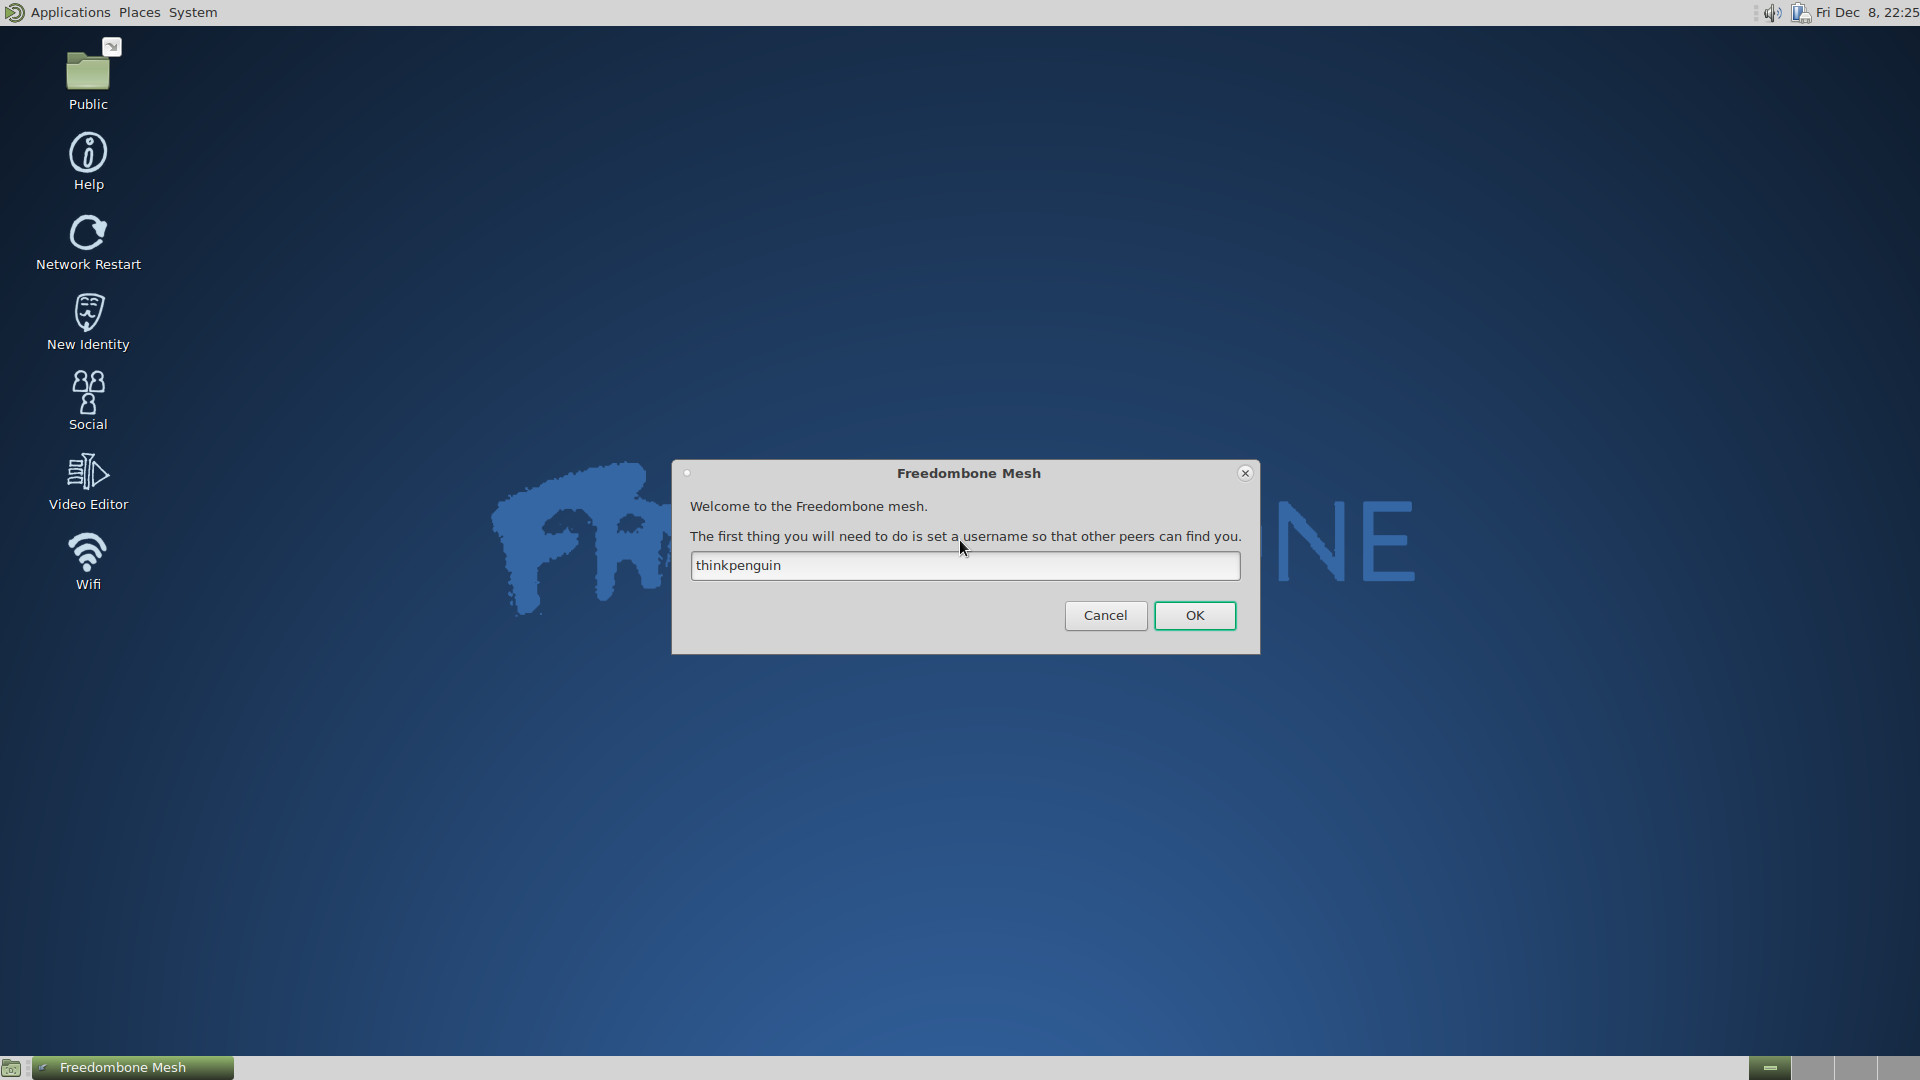 Applications Places System
Fri Dec 8, 22:25
Public
Help
Network Restart
New Identity
Social
Video Editor
Wifi
Freedombone Mesh
Welcome to the Freedombone mesh.
The first thing you will need to do is set a username so that other peers can find you.
thinkpenguin
Cancel OK
NE
Freedombone Mesh